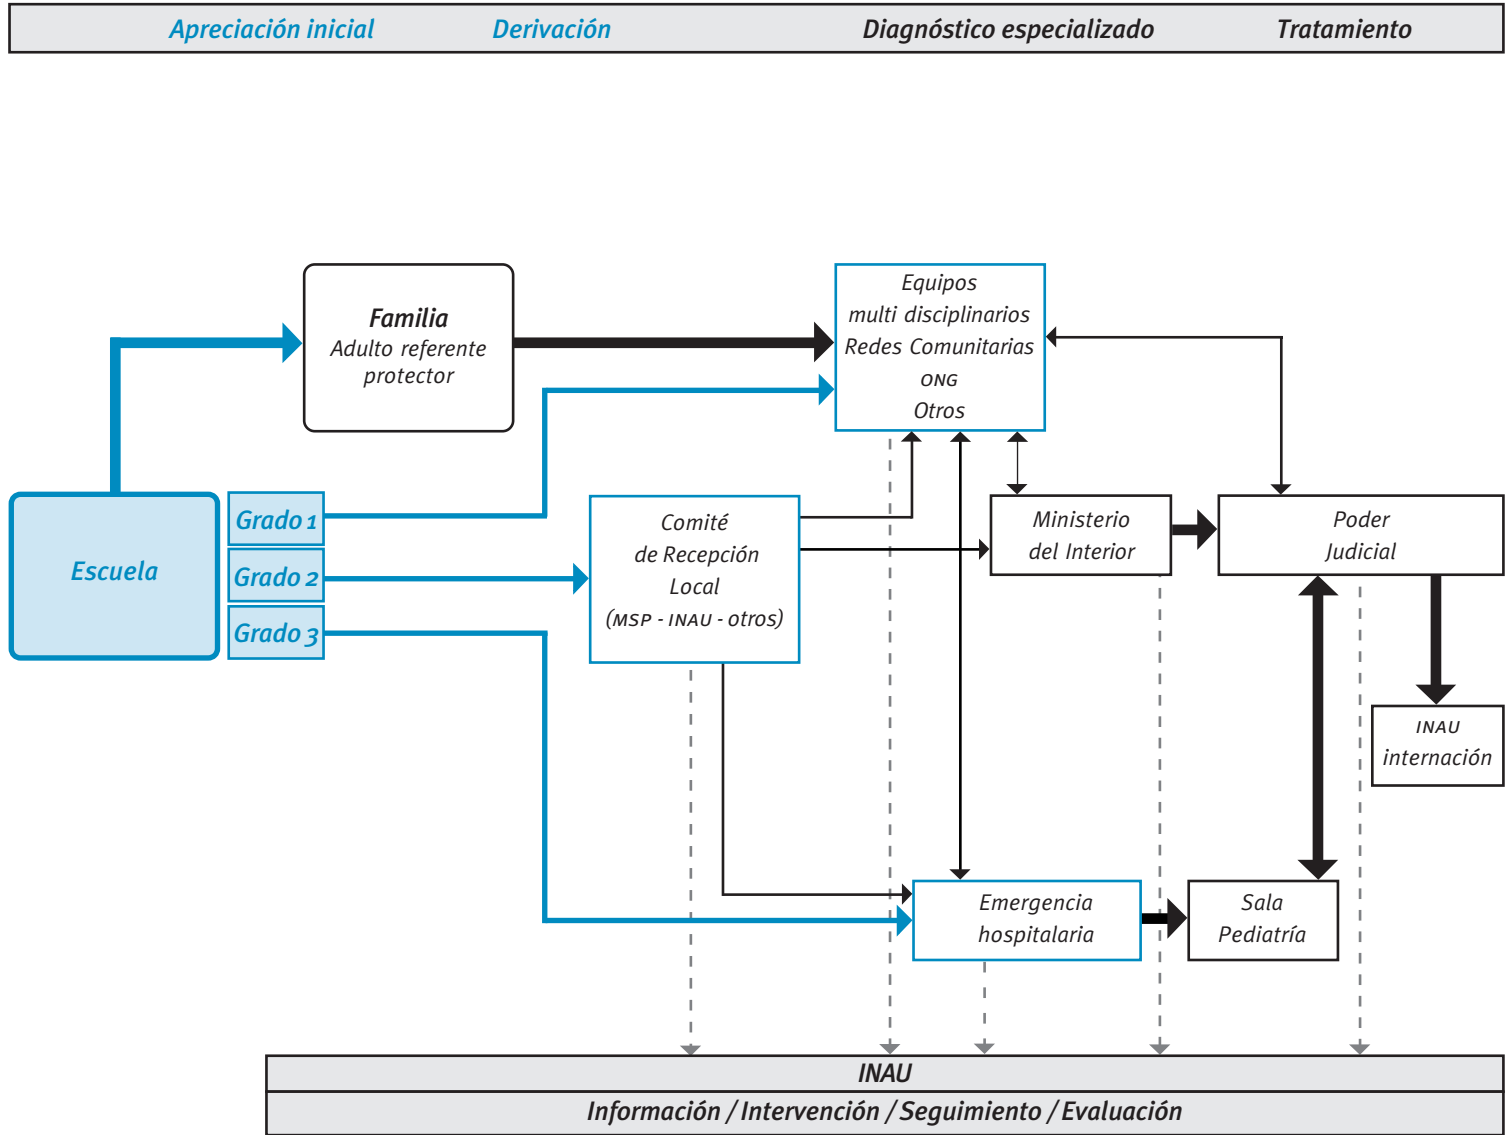 Apreciación inicial
Derivación
Diagnóstico especializado
Tratamiento
Familia
Adulto referente
protector
Equipos
multi disciplinarios
Redes Comunitarias
ONG
Otros
Escuela
Grado 1
Grado 2
Grado 3
Comité
de Recepción
Local
(MSP - INAU - otros)
Ministerio
del Interior
Poder
Judicial
INAU
internación
Emergencia
hospitalaria
Sala
Pediatría
INAU
Información / Intervención / Seguimiento / Evaluación